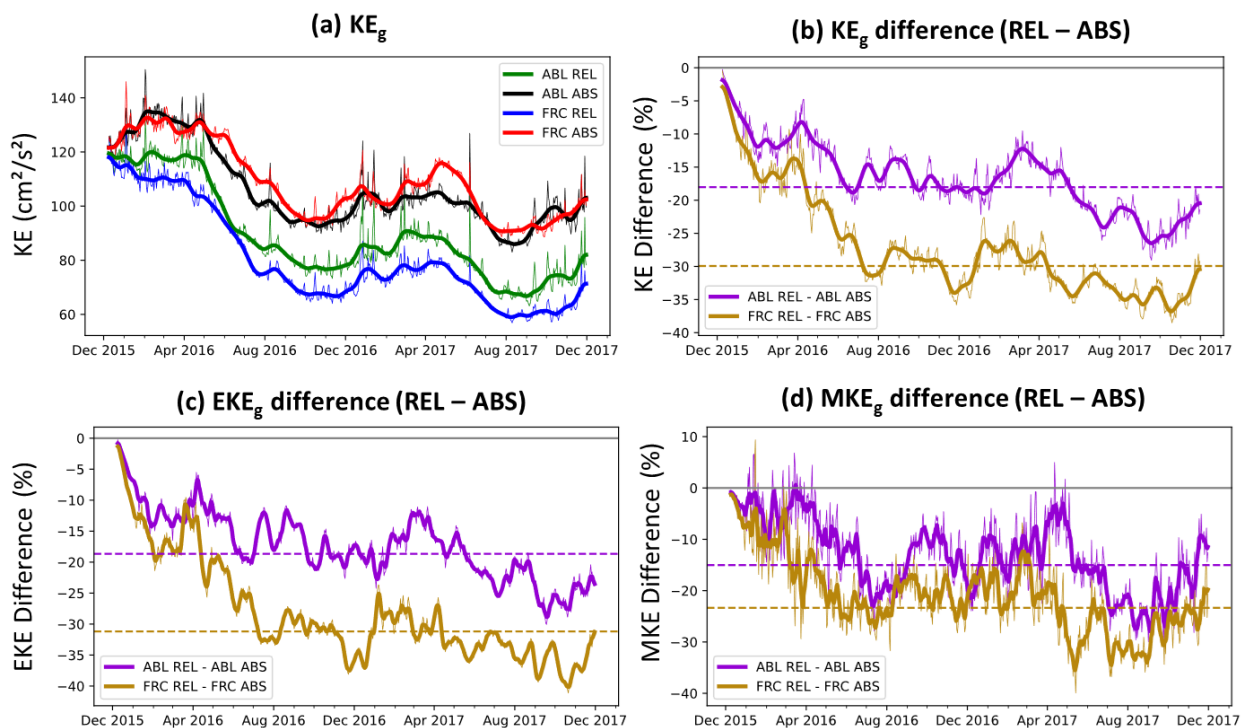 (a) KEg
KE (cm²/s²)
140
120
100
80
60
ABL REL
ABL ABS
FRC REL
FRC ABS
Dec 2015 Apr 2016 Aug 2016 Dec 2016 Apr 2017 Aug 2017 Dec 2017
(b) KEg difference (REL – ABS)
KE Difference (%)
0
−5
−10
−15
−20
−25
−30
−35
−40
ABL REL - ABL ABS
FRC REL - FRC ABS
Dec 2015 Apr 2016 Aug 2016 Dec 2016 Apr 2017 Aug 2017 Dec 2017
(c) EKEg difference (REL – ABS)
EKE Difference (%)
0
−5
−10
−15
−20
−25
−30
−35
−40
ABL REL - ABL ABS
FRC REL - FRC ABS
Dec 2015 Apr 2016 Aug 2016 Dec 2016 Apr 2017 Aug 2017 Dec 2017
(d) MKEg difference (REL – ABS)
MKE Difference (%)
10
0
−10
−20
−30
−40
ABL REL - ABL ABS
FRC REL - FRC ABS
Dec 2015 Apr 2016 Aug 2016 Dec 2016 Apr 2017 Aug 2017 Dec 2017